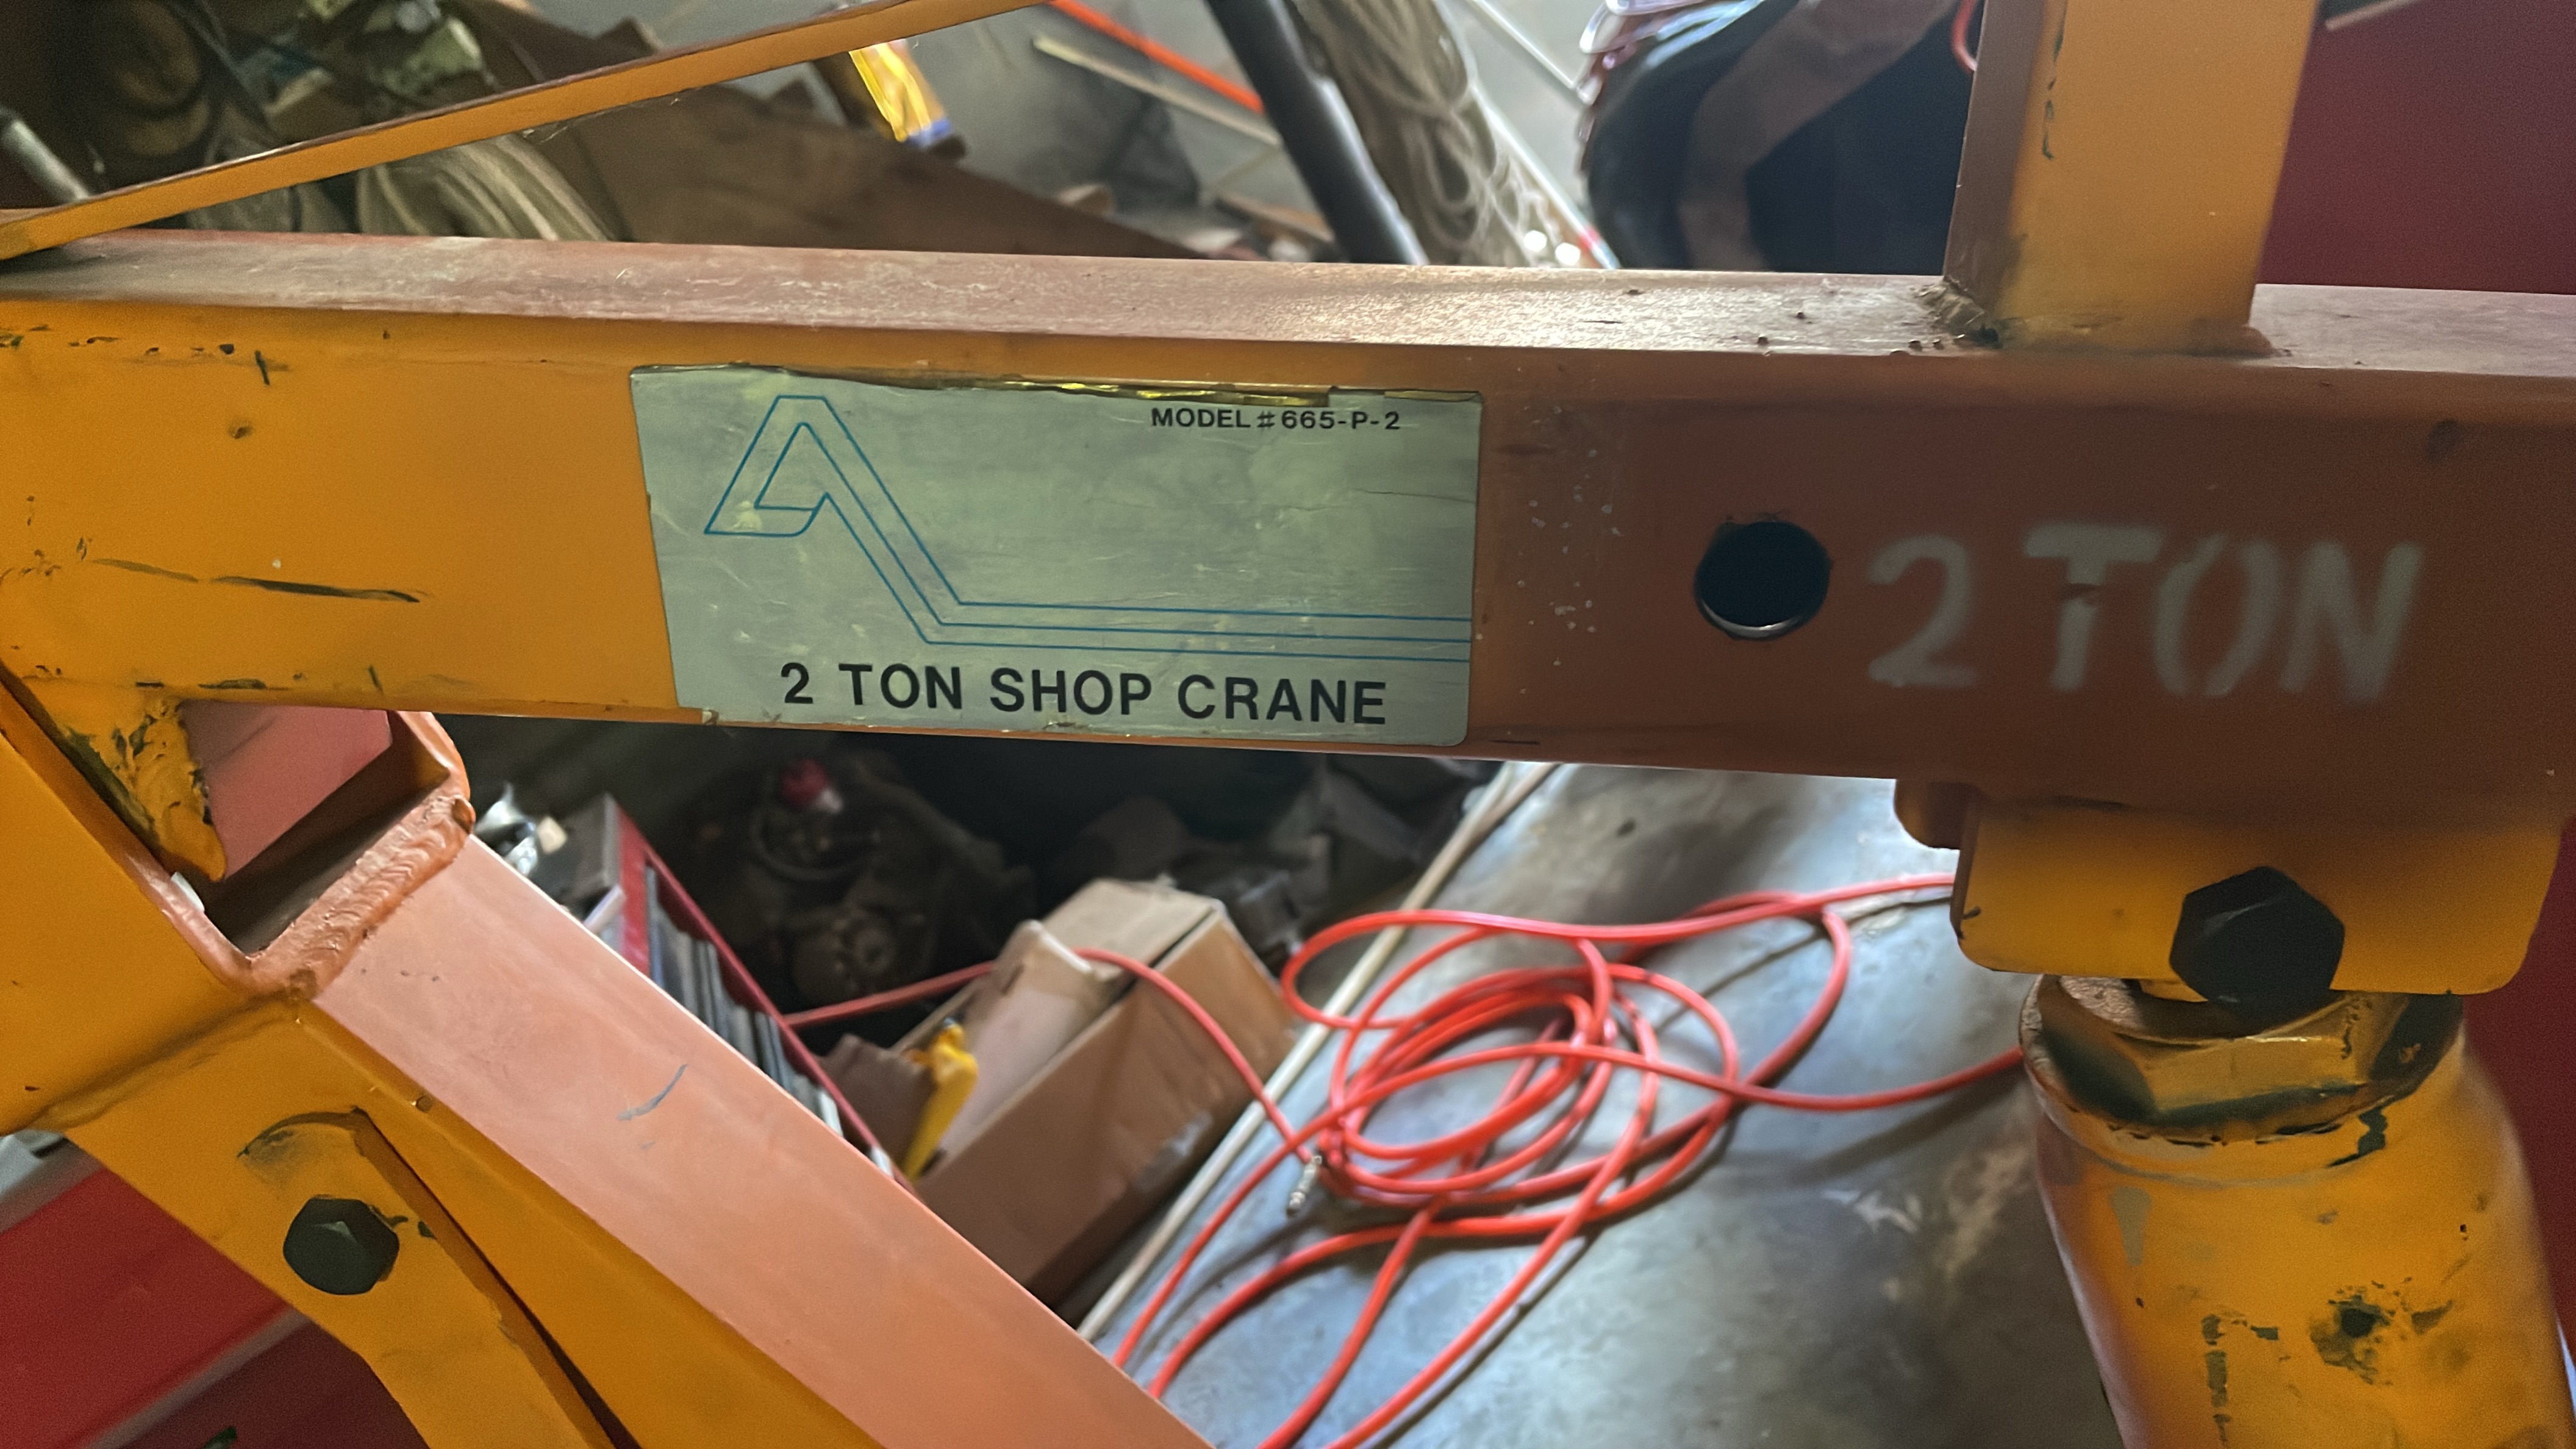 MODEL # 665-P-2
2 TON SHOP CRANE
2 TON